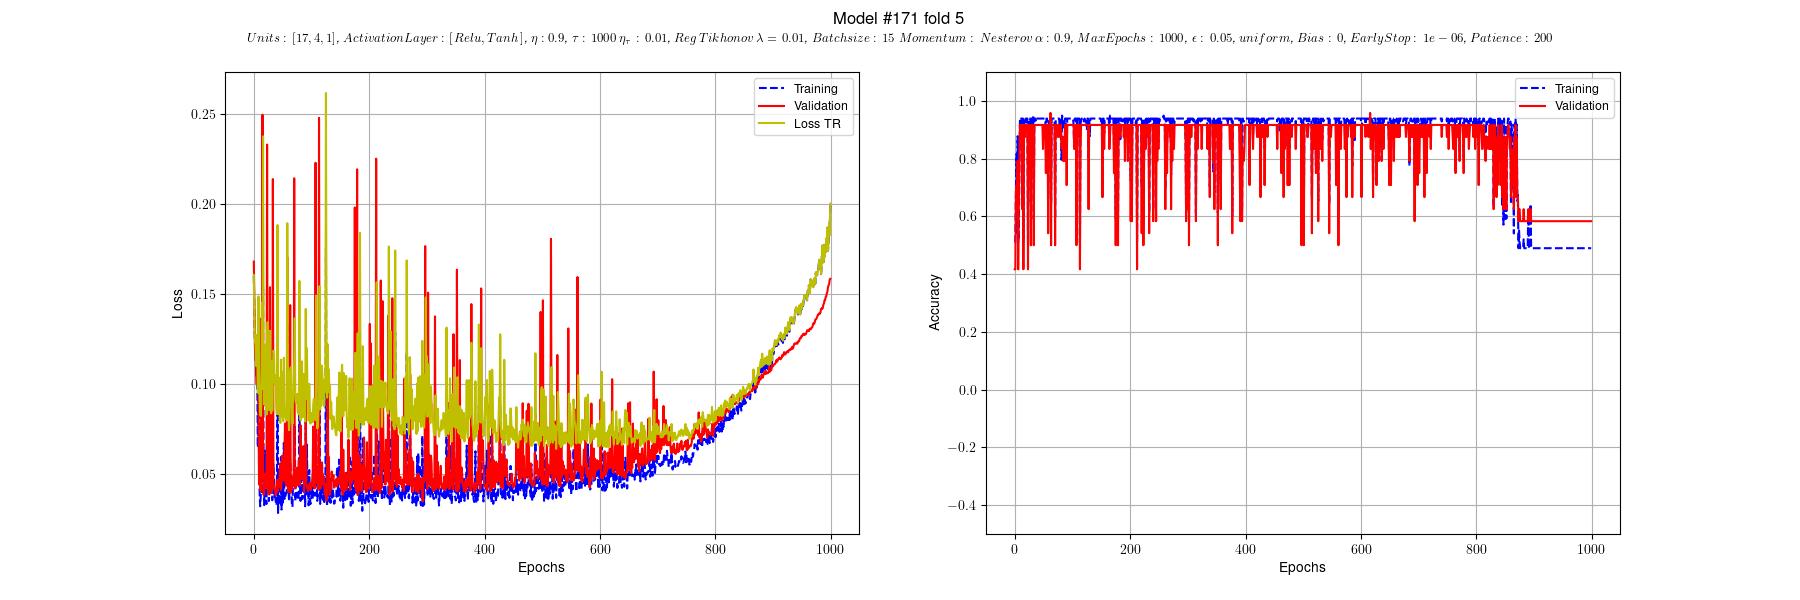 Model #171 fold 5
Units : [17, 4, 1], ActivationLayer : [Relu, Tanh], η : 0.9, τ : 1000 ητ : 0.01, Reg Tikhonov λ = 0.01, Batchsize : 15 Momentum : Nesterov α : 0.9, MaxEpochs : 1000, ϵ : 0.05, uniform, Bias : 0, EarlyStop : 1e − 06, Patience : 200
Training
Validation
Loss TR
0.25
0.20
0.15
0.10
0.05
Loss
0 200 400 600 800 1000
Epochs
Training
Validation
1.0
0.8
0.6
0.4
0.2
0.0
−0.2
−0.4
Accuracy
0 200 400 600 800 1000
Epochs